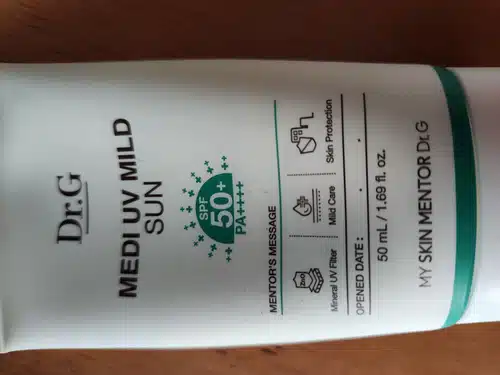 Dr.G
MEDI UV MILD
SUN
SPF
50+
PA++++
MENTOR'S MESSAGE
ZnO
Mineral UV Filter
Mild Care
Skin Protection
OPENED DATE : . .
50 mL / 1.69 fl. oz.
MY SKIN MENTOR Dr.G